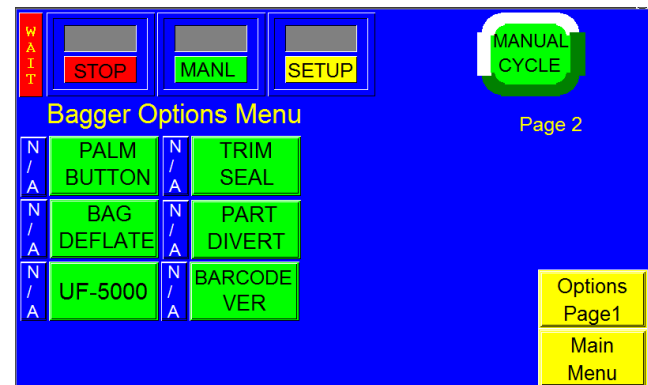 WAIT
STOP
MANL
SETUP
MANUAL
CYCLE
Bagger Options Menu
Page 2
N/A
PALM
BUTTON
N/A
TRIM
SEAL
N/A
BAG
DEFLATE
N/A
PART
DIVERT
N/A
UF-5000
N/A
BARCODE
VER
Options
Page1
Main
Menu